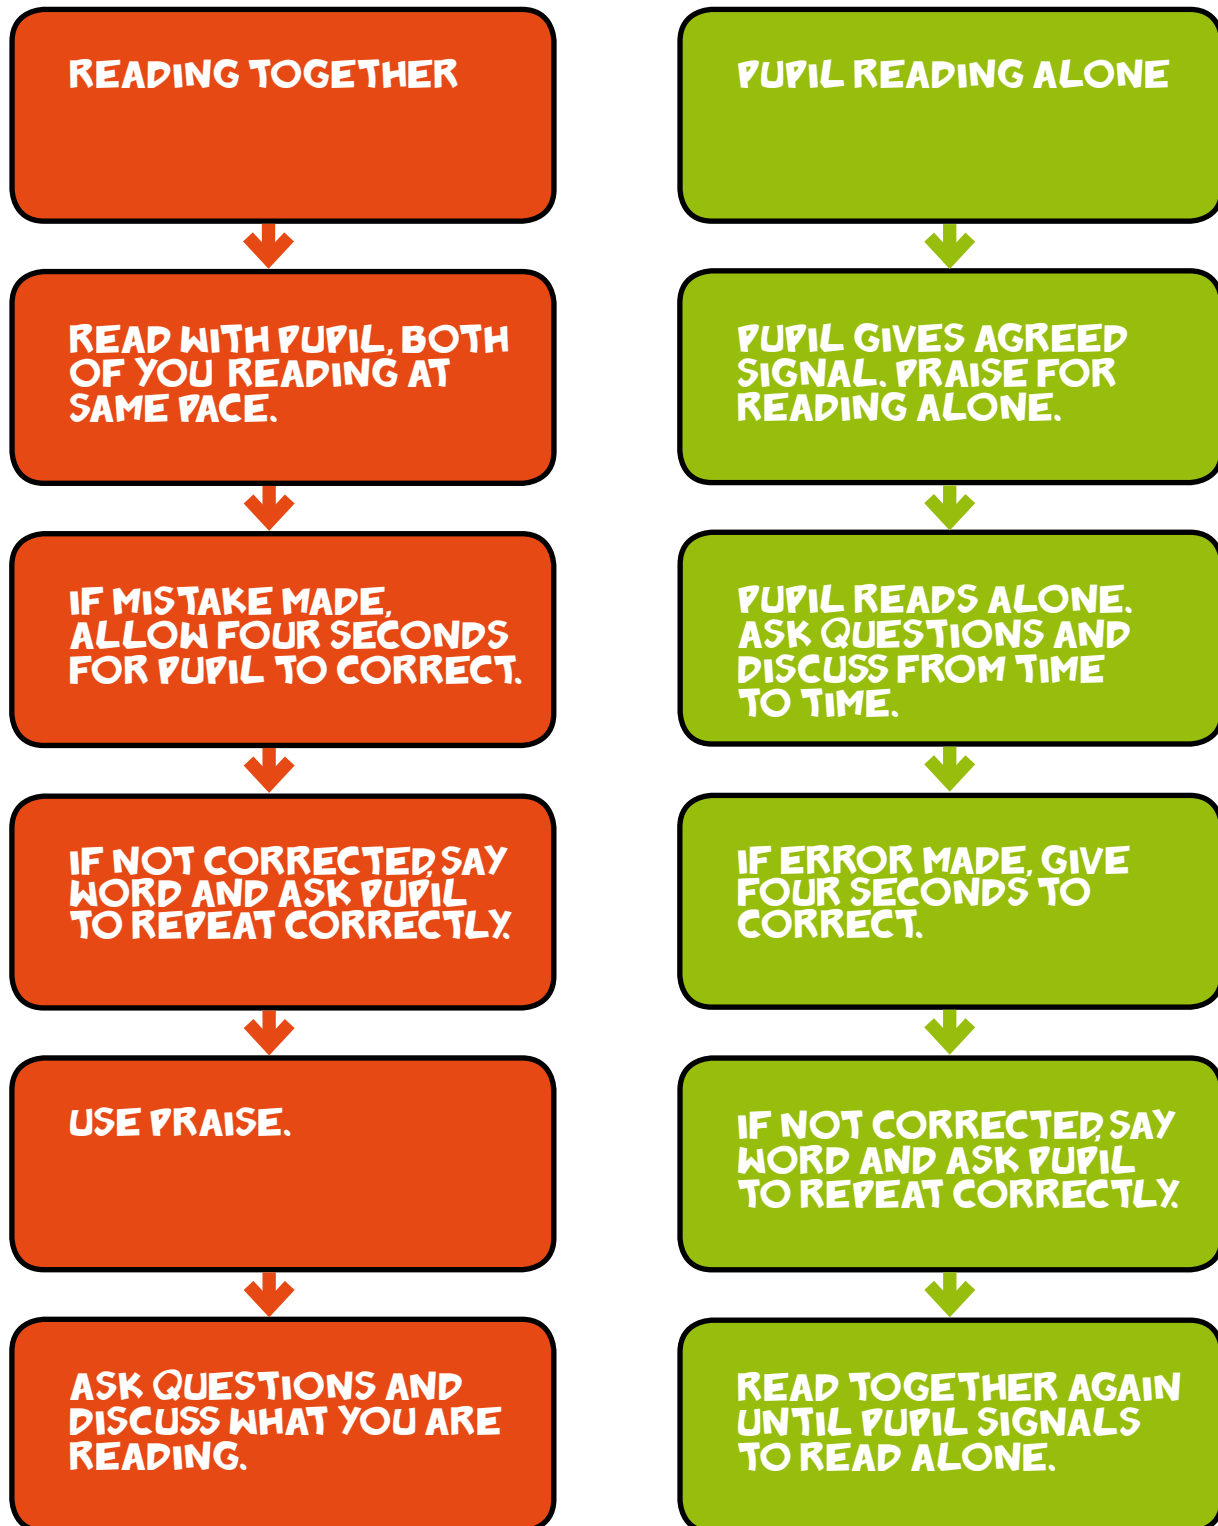 READING TOGETHER
READ WITH PUPIL, BOTH
OF YOU READING AT
SAME PACE.
IF MISTAKE MADE,
ALLOW FOUR SECONDS
FOR PUPIL TO CORRECT.
IF NOT CORRECTED, SAY
WORD AND ASK PUPIL
TO REPEAT CORRECTLY.
USE PRAISE.
ASK QUESTIONS AND
DISCUSS WHAT YOU ARE
READING.
PUPIL READING ALONE
PUPIL GIVES AGREED
SIGNAL. PRAISE FOR
READING ALONE.
PUPIL READS ALONE.
ASK QUESTIONS AND
DISCUSS FROM TIME
TO TIME.
IF ERROR MADE, GIVE
FOUR SECONDS TO
CORRECT.
IF NOT CORRECTED, SAY
WORD AND ASK PUPIL
TO REPEAT CORRECTLY.
READ TOGETHER AGAIN
UNTIL PUPIL SIGNALS
TO READ ALONE.